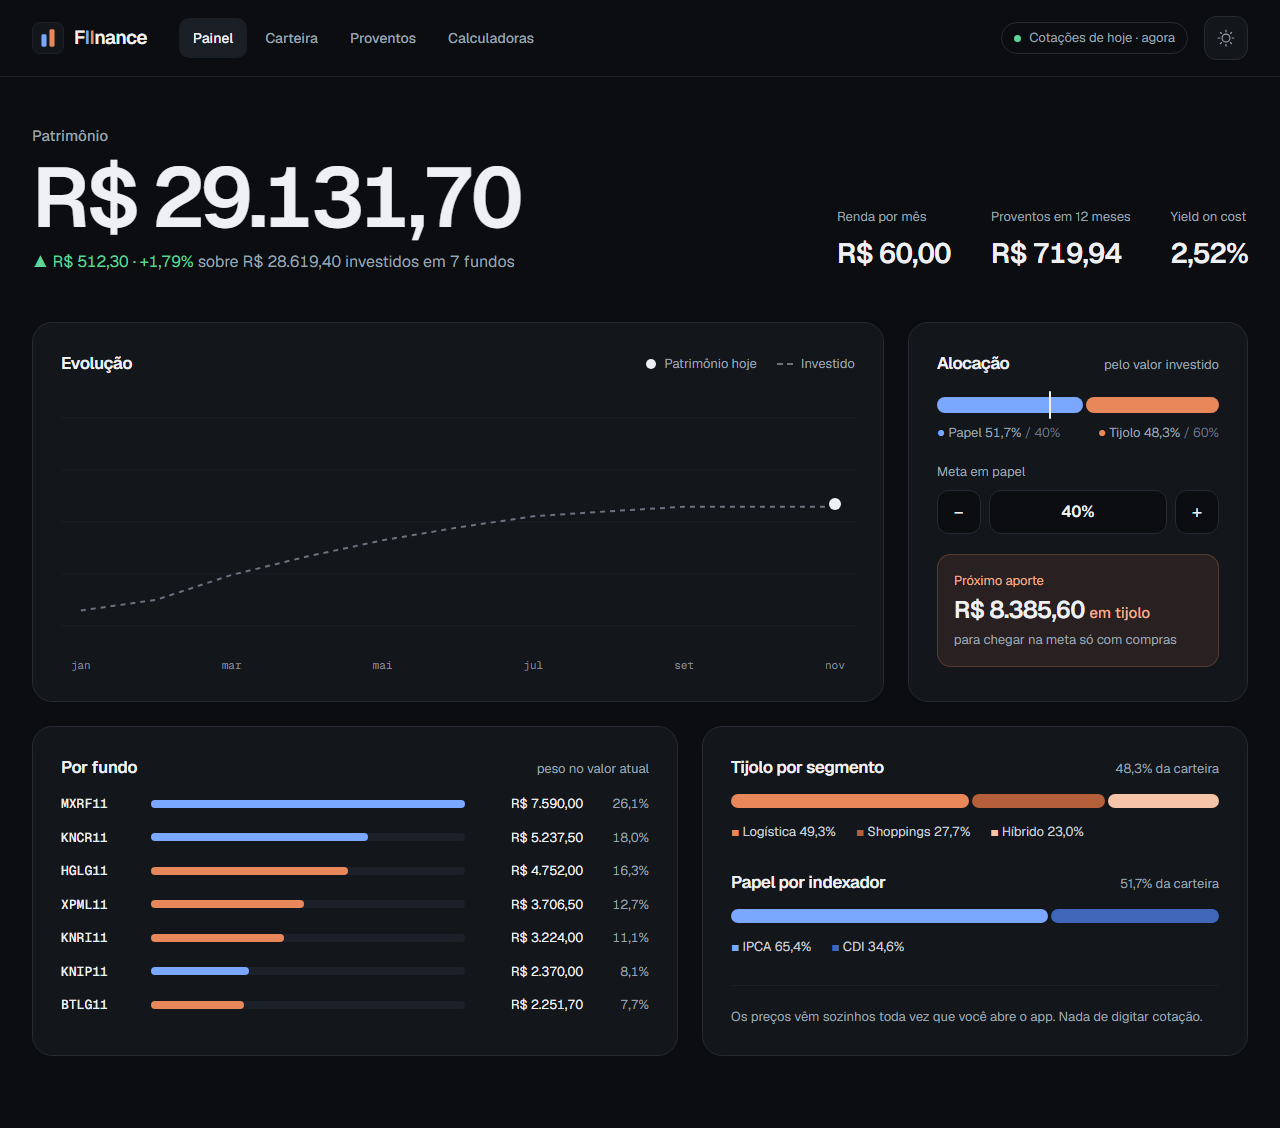 FIInance
Painel
Carteira
Proventos
Calculadoras
Cotações de hoje · agora
Patrimônio
R$ 29.131,70
▲ R$ 512,30 · +1,79% sobre R$ 28.619,40 investidos em 7 fundos
Renda por mês
R$ 60,00
Proventos em 12 meses
R$ 719,94
Yield on cost
2,52%
Evolução
Patrimônio hoje
Investido
jan
mar
mai
jul
set
nov
Alocação
pelo valor investido
Papel 51,7% / 40%
Tijolo 48,3% / 60%
Meta em papel
− 40% +
Próximo aporte
R$ 8.385,60 em tijolo
para chegar na meta só com compras
Por fundo
peso no valor atual
MXRF11 R$ 7.590,00 26,1%
KNCR11 R$ 5.237,50 18,0%
HGLG11 R$ 4.752,00 16,3%
XPML11 R$ 3.706,50 12,7%
KNRI11 R$ 3.224,00 11,1%
KNIP11 R$ 2.370,00 8,1%
BTLG11 R$ 2.251,70 7,7%
Tijolo por segmento
48,3% da carteira
Logística 49,3%
Shoppings 27,7%
Híbrido 23,0%
Papel por indexador
51,7% da carteira
IPCA 65,4%
CDI 34,6%
Os preços vêm sozinhos toda vez que você abre o app. Nada de digitar cotação.